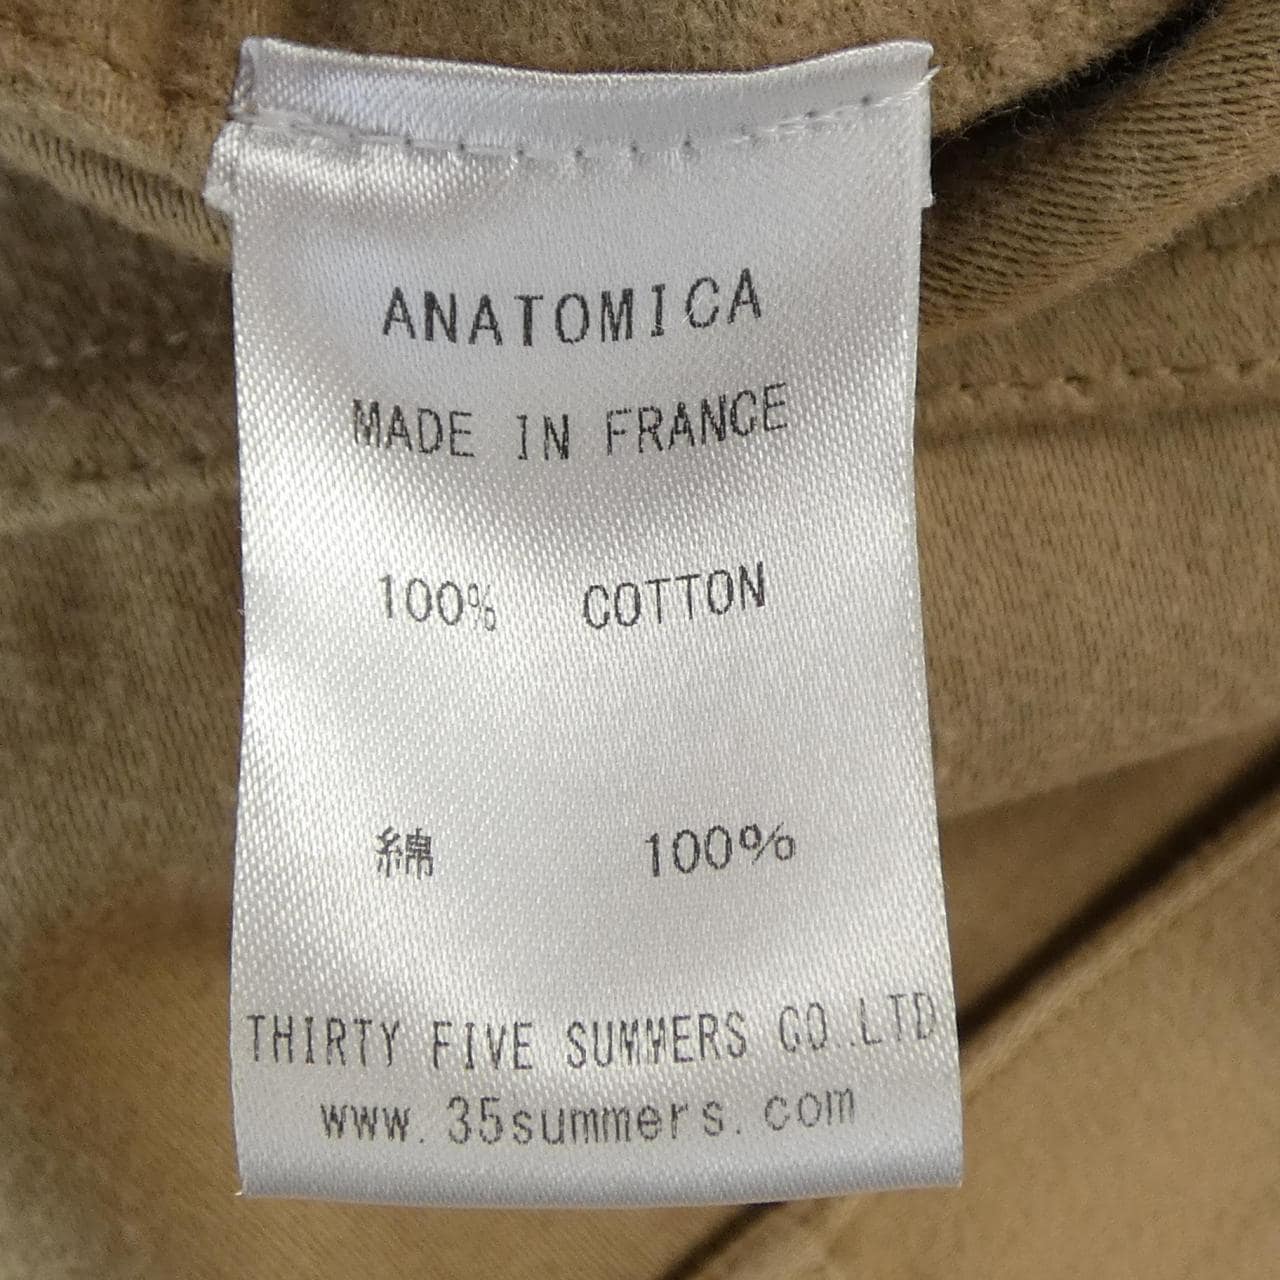 ANATOMICA
MADE IN FRANCE
100% COTTON
綿 100%
THIRTY FIVE SUMMERS CO.LTD
www.35summers.com